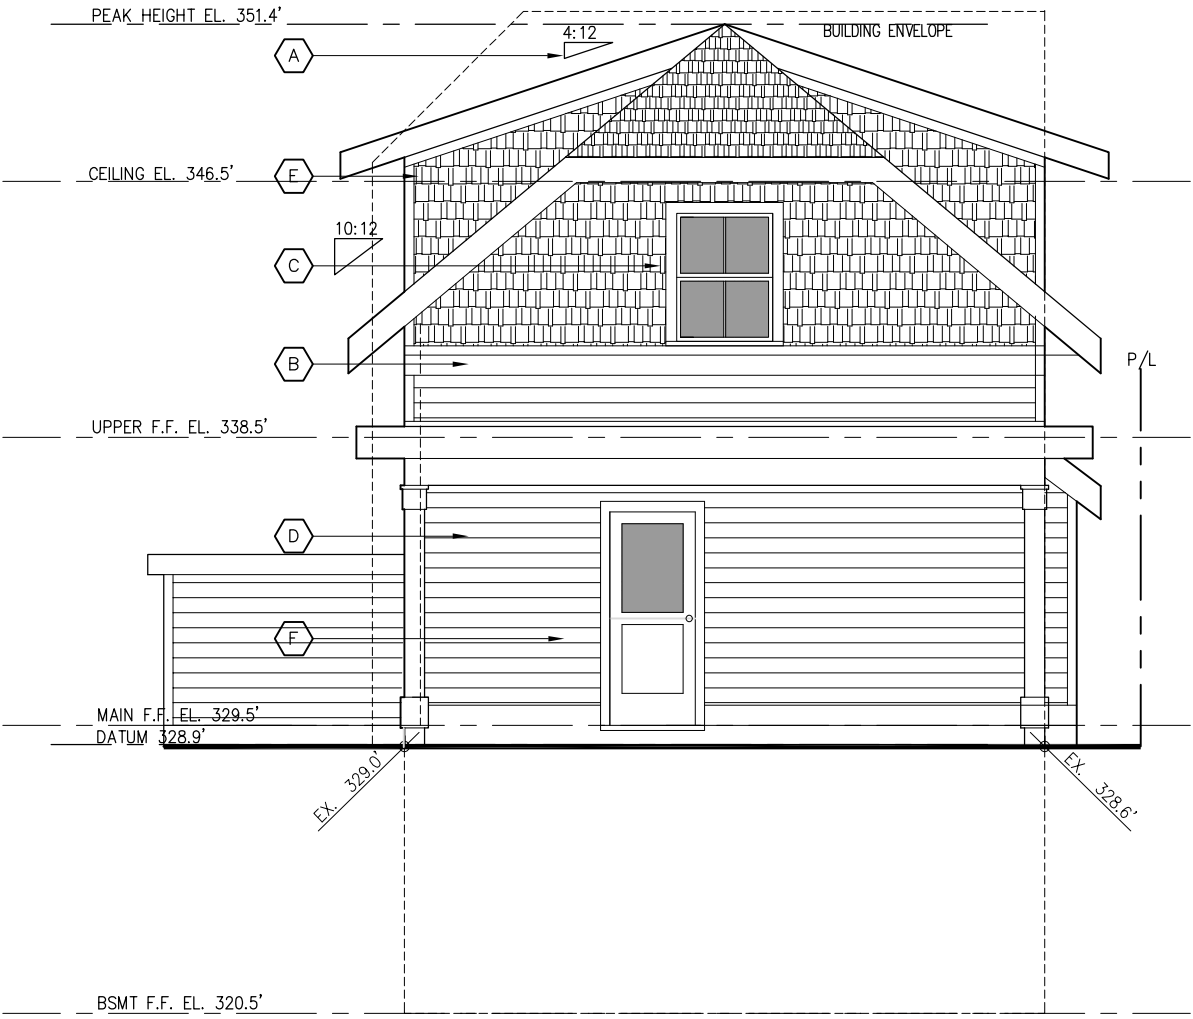 PEAK HEIGHT EL. 351.4'
4:12
BUILDING ENVELOPE
A
CEILING EL. 346.5'
E
10:12
C
P/L
B
UPPER F.F. EL. 338.5'
D
F
MAIN F.F. EL. 329.5'
DATUM 328.9'
EX. 329.0'
EX. 328.6'
BSMT F.F. EL. 320.5'